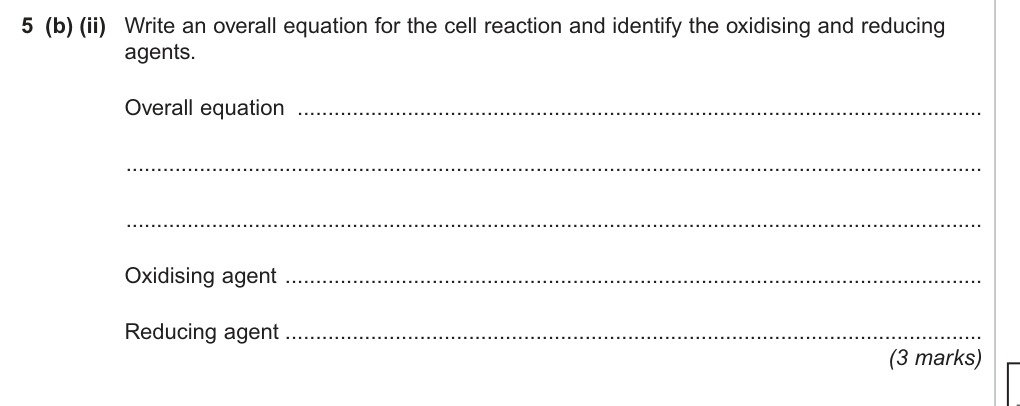 5 (b) (ii) Write an overall equation for the cell reaction and identify the oxidising and reducing
agents.
Overall equation ................................................................................................................
............................................................................................................................................
............................................................................................................................................
Oxidising agent ..................................................................................................................
Reducing agent ..................................................................................................................
(3 marks)